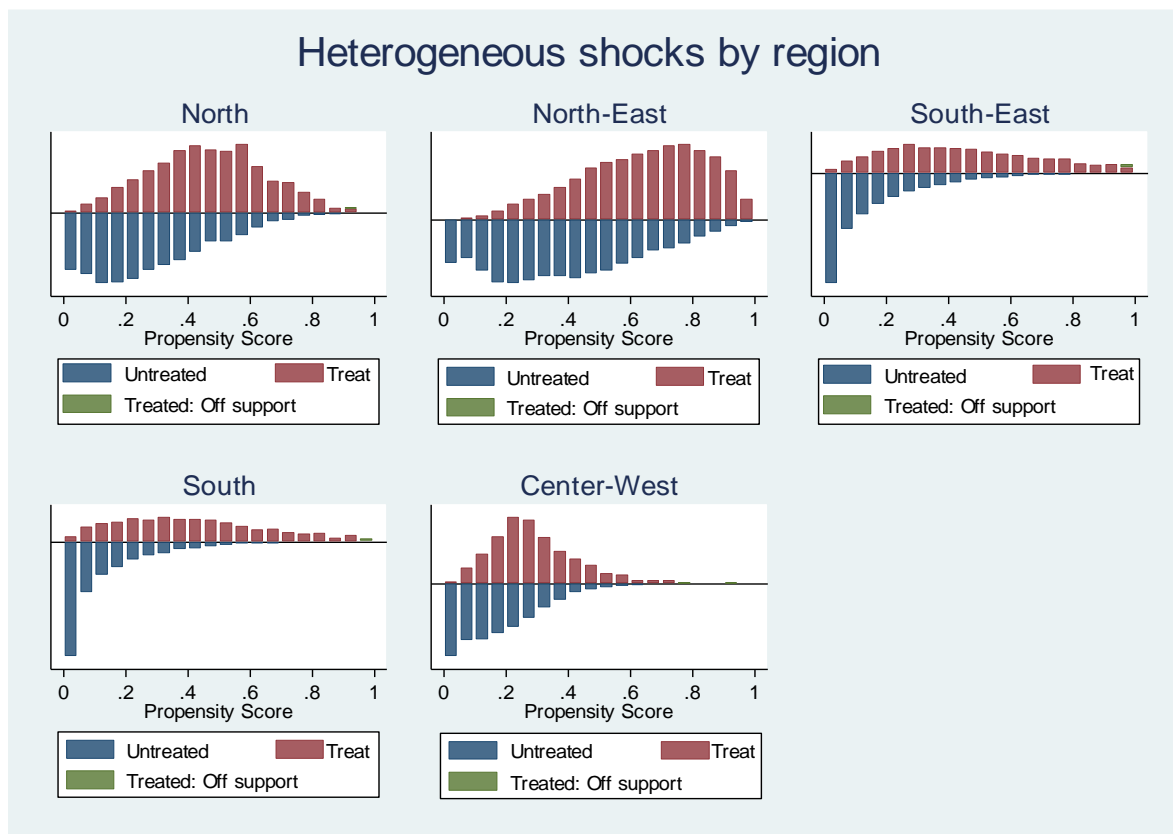 Heterogeneous shocks by region
North
0 .2 .4 .6 .8 1
Propensity Score
Untreated Treat
Treated: Off support
North-East
0 .2 .4 .6 .8 1
Propensity Score
Untreated Treat
Treated: Off support
South-East
0 .2 .4 .6 .8 1
Propensity Score
Untreated Treat
Treated: Off support
South
0 .2 .4 .6 .8 1
Propensity Score
Untreated Treat
Treated: Off support
Center-West
0 .2 .4 .6 .8 1
Propensity Score
Untreated Treat
Treated: Off support